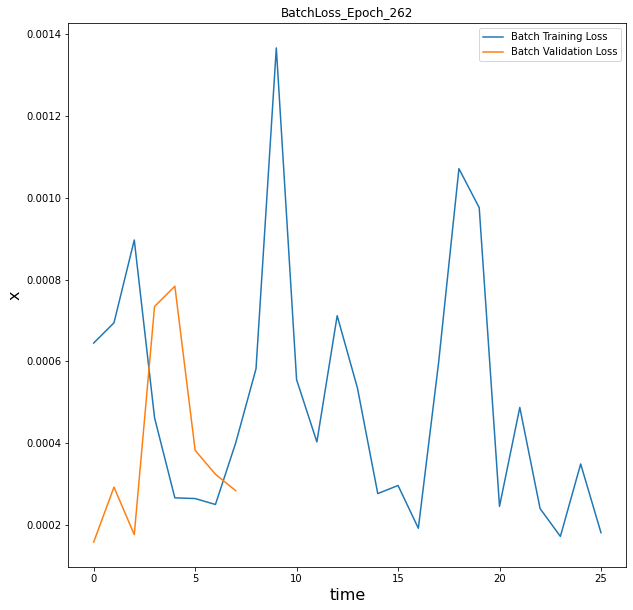 BatchLoss_Epoch_262
Batch Training Loss
Batch Validation Loss
0.0014
0.0012
0.0010
0.0008
0.0006
0.0004
0.0002
x
0
5
10
15
20
25
time